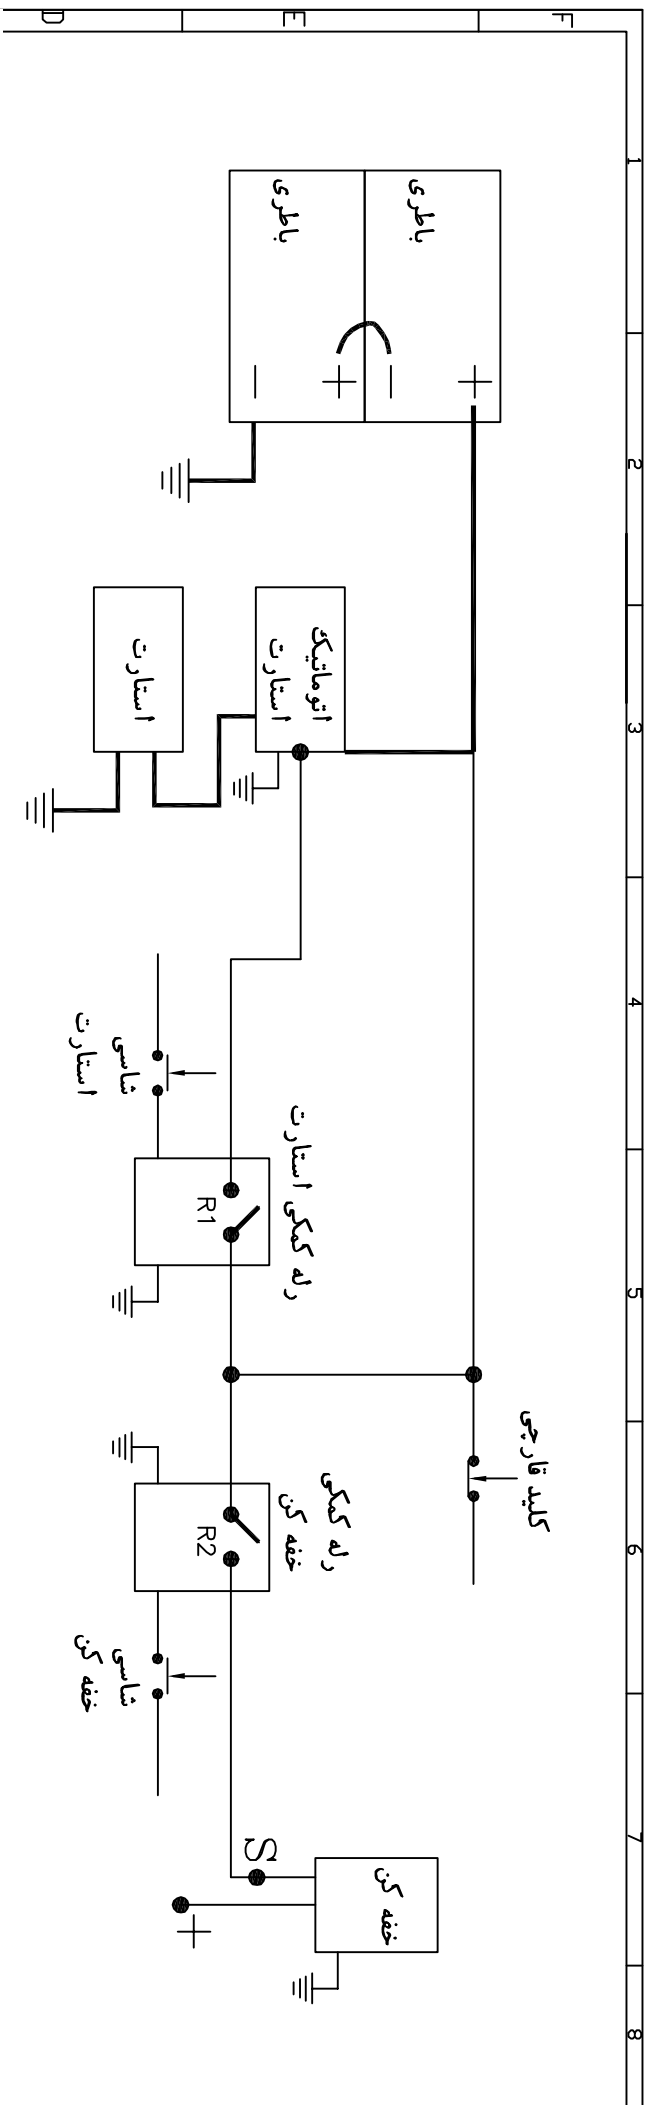 D
E
F
1
2
3
4
5
6
7
8
باطری
باطری
+
-
+
-
اتوماتیک
استارت
استارت
شاسی
استارت
رله کمکی استارت
R1
کلید قارچی
رله کمکی
خفه کن
R2
شاسی
خفه کن
S
خفه کن
+